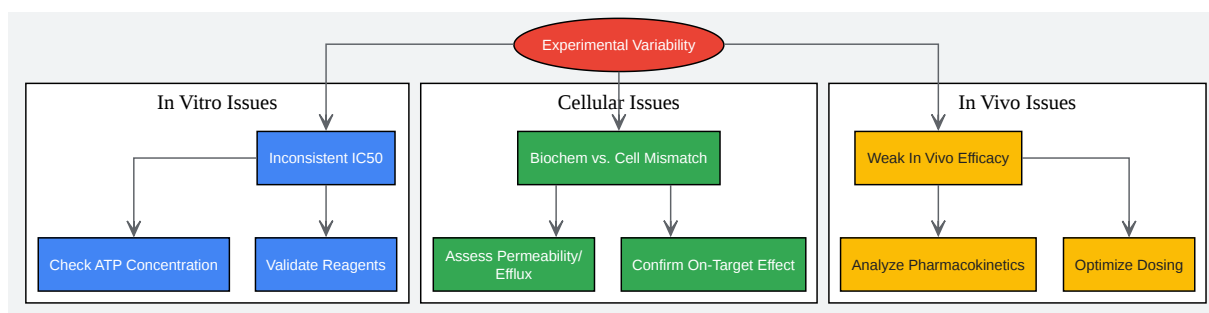 Experimental Variability
In Vitro Issues
Cellular Issues
In Vivo Issues
Inconsistent IC50
Biochem vs. Cell Mismatch
Weak In Vivo Efficacy
Check ATP Concentration
Validate Reagents
Assess Permeability/
Efflux
Confirm On-Target Effect
Analyze Pharmacokinetics
Optimize Dosing